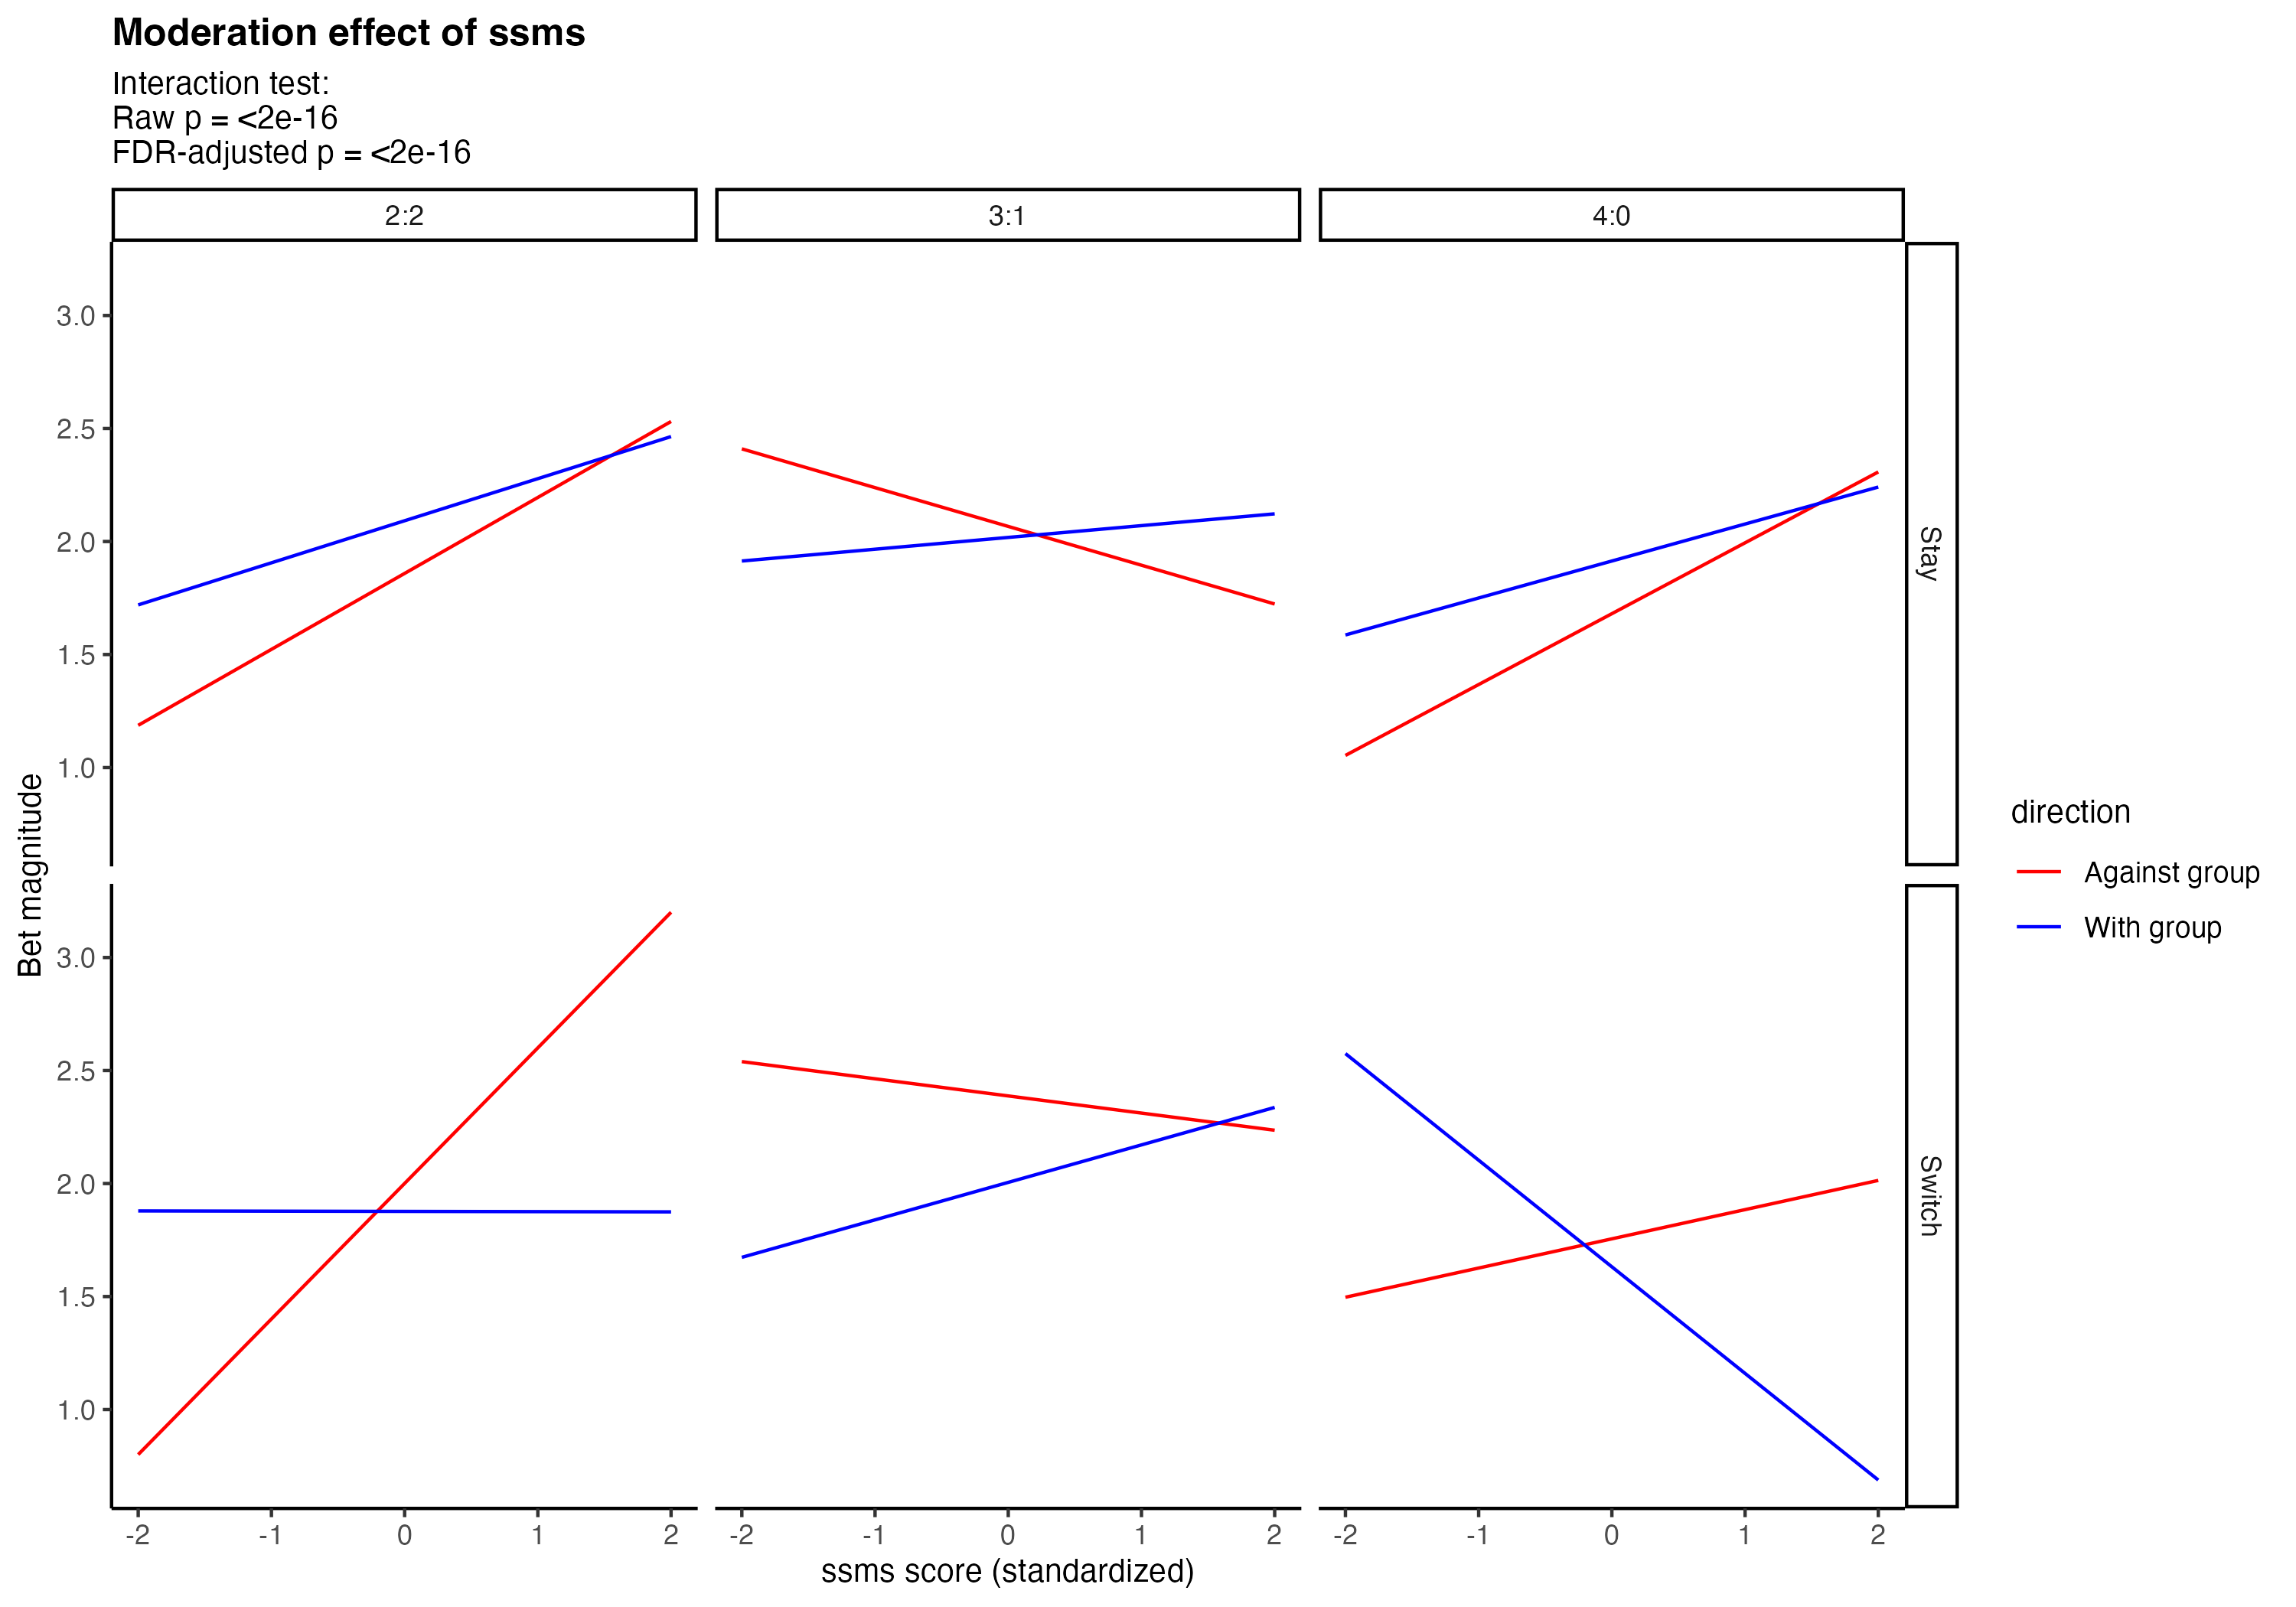 Moderation effect of ssms
Interaction test:
Raw p = <2e-16
FDR-adjusted p = <2e-16
2:2
3:1
4:0
3.0
2.5
2.0
1.5
1.0
Stay
3.0
2.5
2.0
1.5
1.0
Switch
Bet magnitude
-2 -1 0 1 2
-2 -1 0 1 2
-2 -1 0 1 2
ssms score (standardized)
direction
Against group
With group